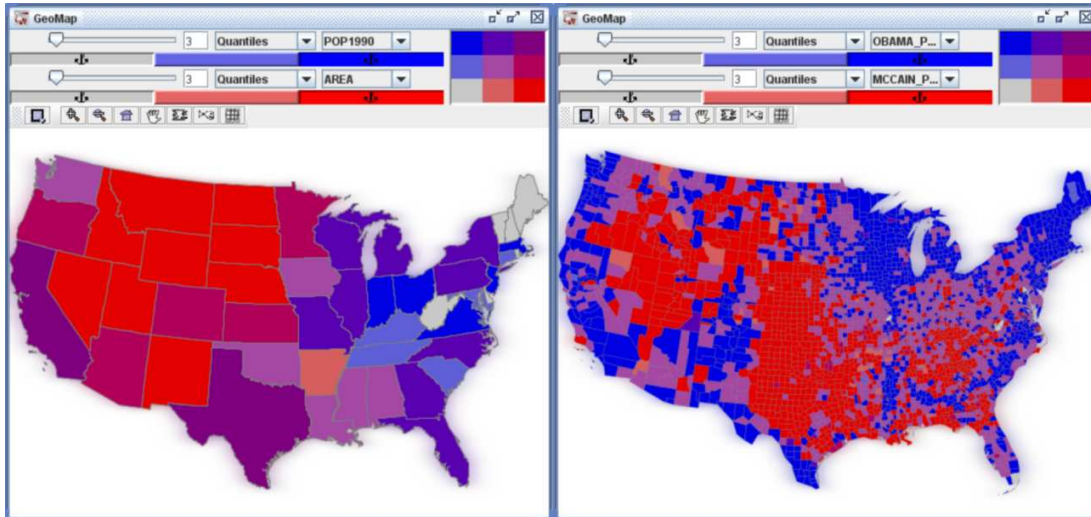 GeoMap
3 Quantiles POP1990
3 Quantiles AREA
GeoMap
3 Quantiles OBAMA_P...
3 Quantiles MCCAIN_P...